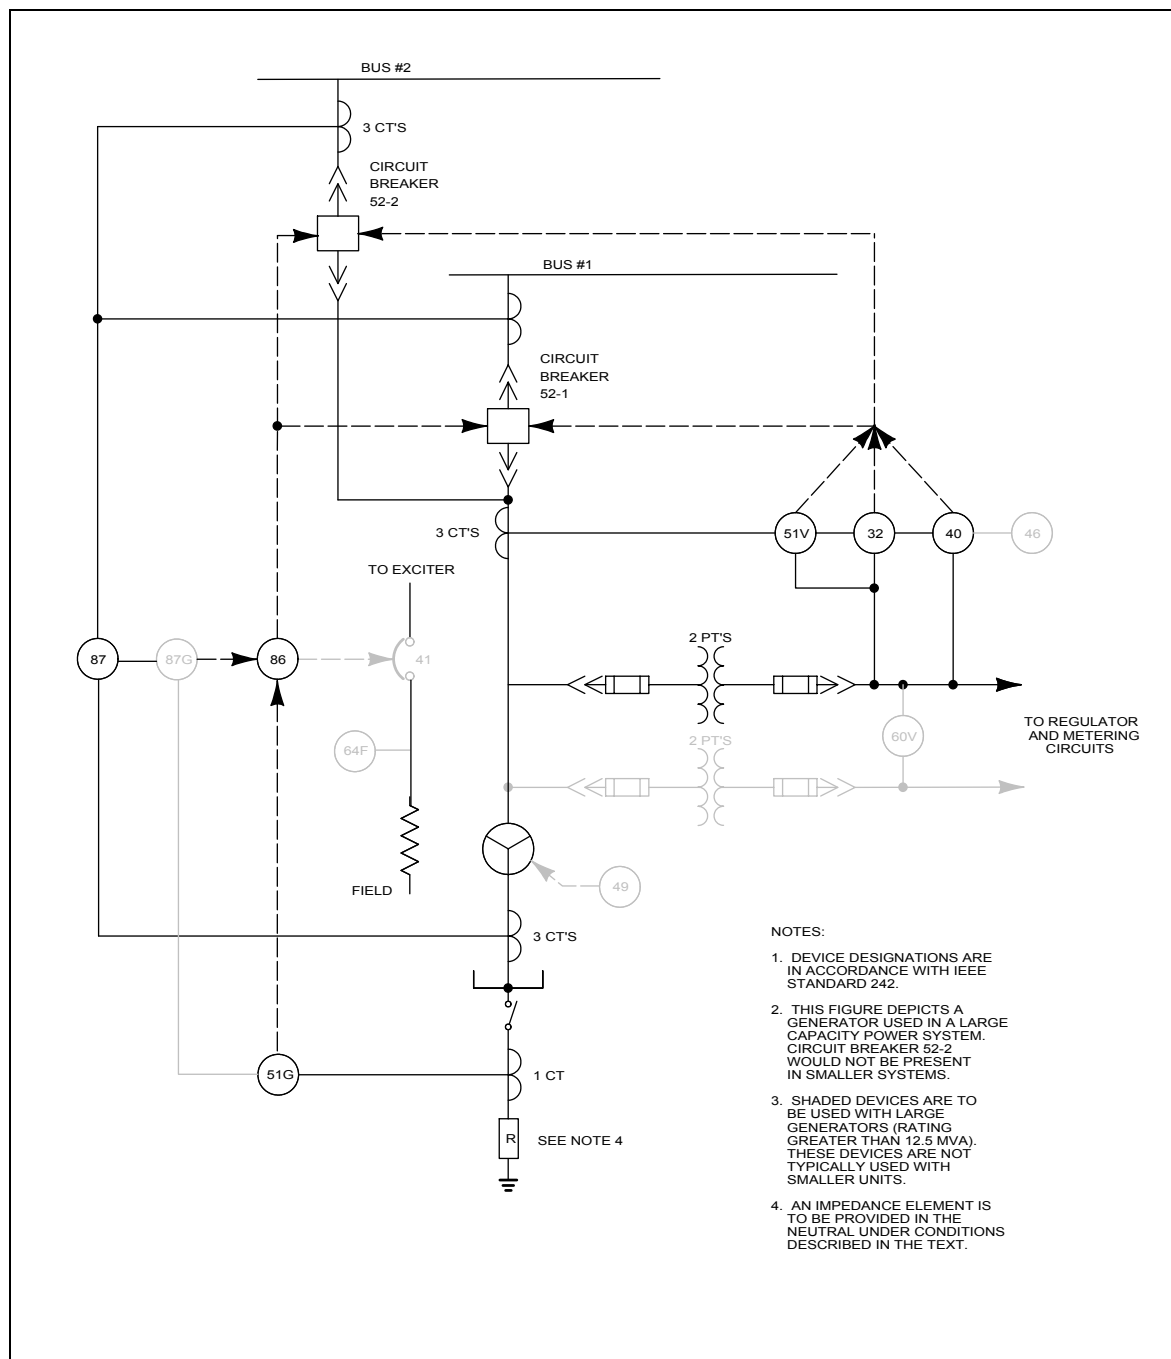 BUS #2
3 CT'S
CIRCUIT
BREAKER
52-2
BUS #1
CIRCUIT
BREAKER
52-1
3 CT'S
51V
32
40
46
TO EXCITER
2 PT'S
87
87G
86
41
TO REGULATOR
AND METERING
CIRCUITS
64F
2 PT'S
60V
FIELD
49
3 CT'S
NOTES:
1. DEVICE DESIGNATIONS ARE
IN ACCORDANCE WITH IEEE
STANDARD 242.
2. THIS FIGURE DEPICTS A
GENERATOR USED IN A LARGE
CAPACITY POWER SYSTEM.
CIRCUIT BREAKER 52-2
WOULD NOT BE PRESENT
IN SMALLER SYSTEMS.
3. SHADED DEVICES ARE TO
BE USED WITH LARGE
GENERATORS (RATING
GREATER THAN 12.5 MVA).
THESE DEVICES ARE NOT
TYPICALLY USED WITH
SMALLER UNITS.
4. AN IMPEDANCE ELEMENT IS
TO BE PROVIDED IN THE
NEUTRAL UNDER CONDITIONS
DESCRIBED IN THE TEXT.
51G
1 CT
R
SEE NOTE 4